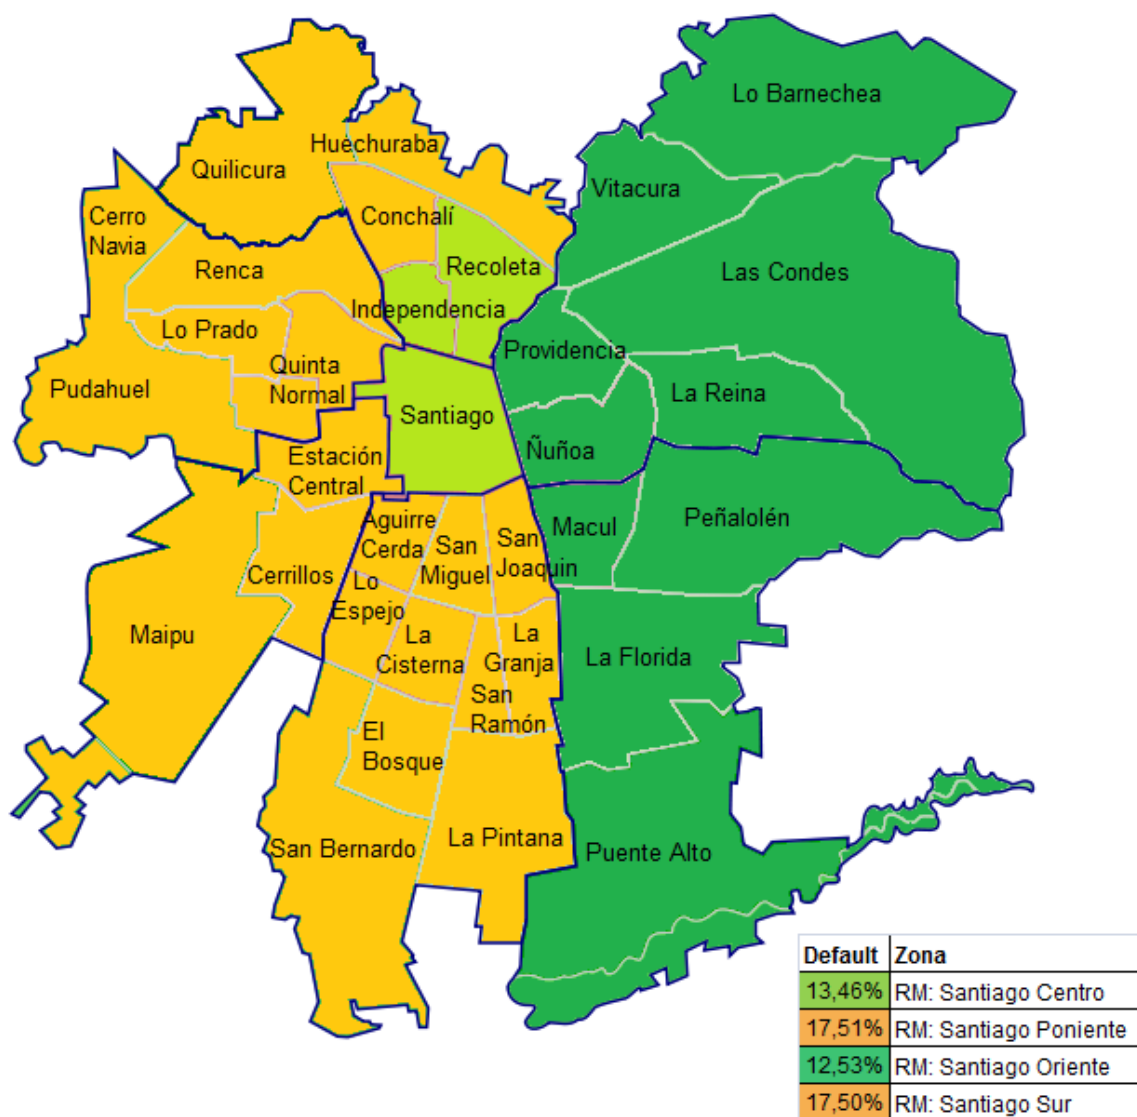 Lo Barnechea
Huechuraba
Quilicura
Vitacura
Cerro
Navia
Conchalí
Renca
Recoleta
Las Condes
Independencia
Lo Prado
Providencia
Quinta
Normal
Pudahuel
La Reina
Santiago
Ñuñoa
Estación
Central
Peñalolén
Aguirre
Cerda
San
Miguel
San
Joaquin
Macul
Cerrillos
Lo
Espejo
Maipu
La
Cisterna
La
Granja
La Florida
San
Ramón
El
Bosque
San Bernardo
La Pintana
Puente Alto
Default Zona
13,46% RM: Santiago Centro
17,51% RM: Santiago Poniente
12,53% RM: Santiago Oriente
17,50% RM: Santiago Sur